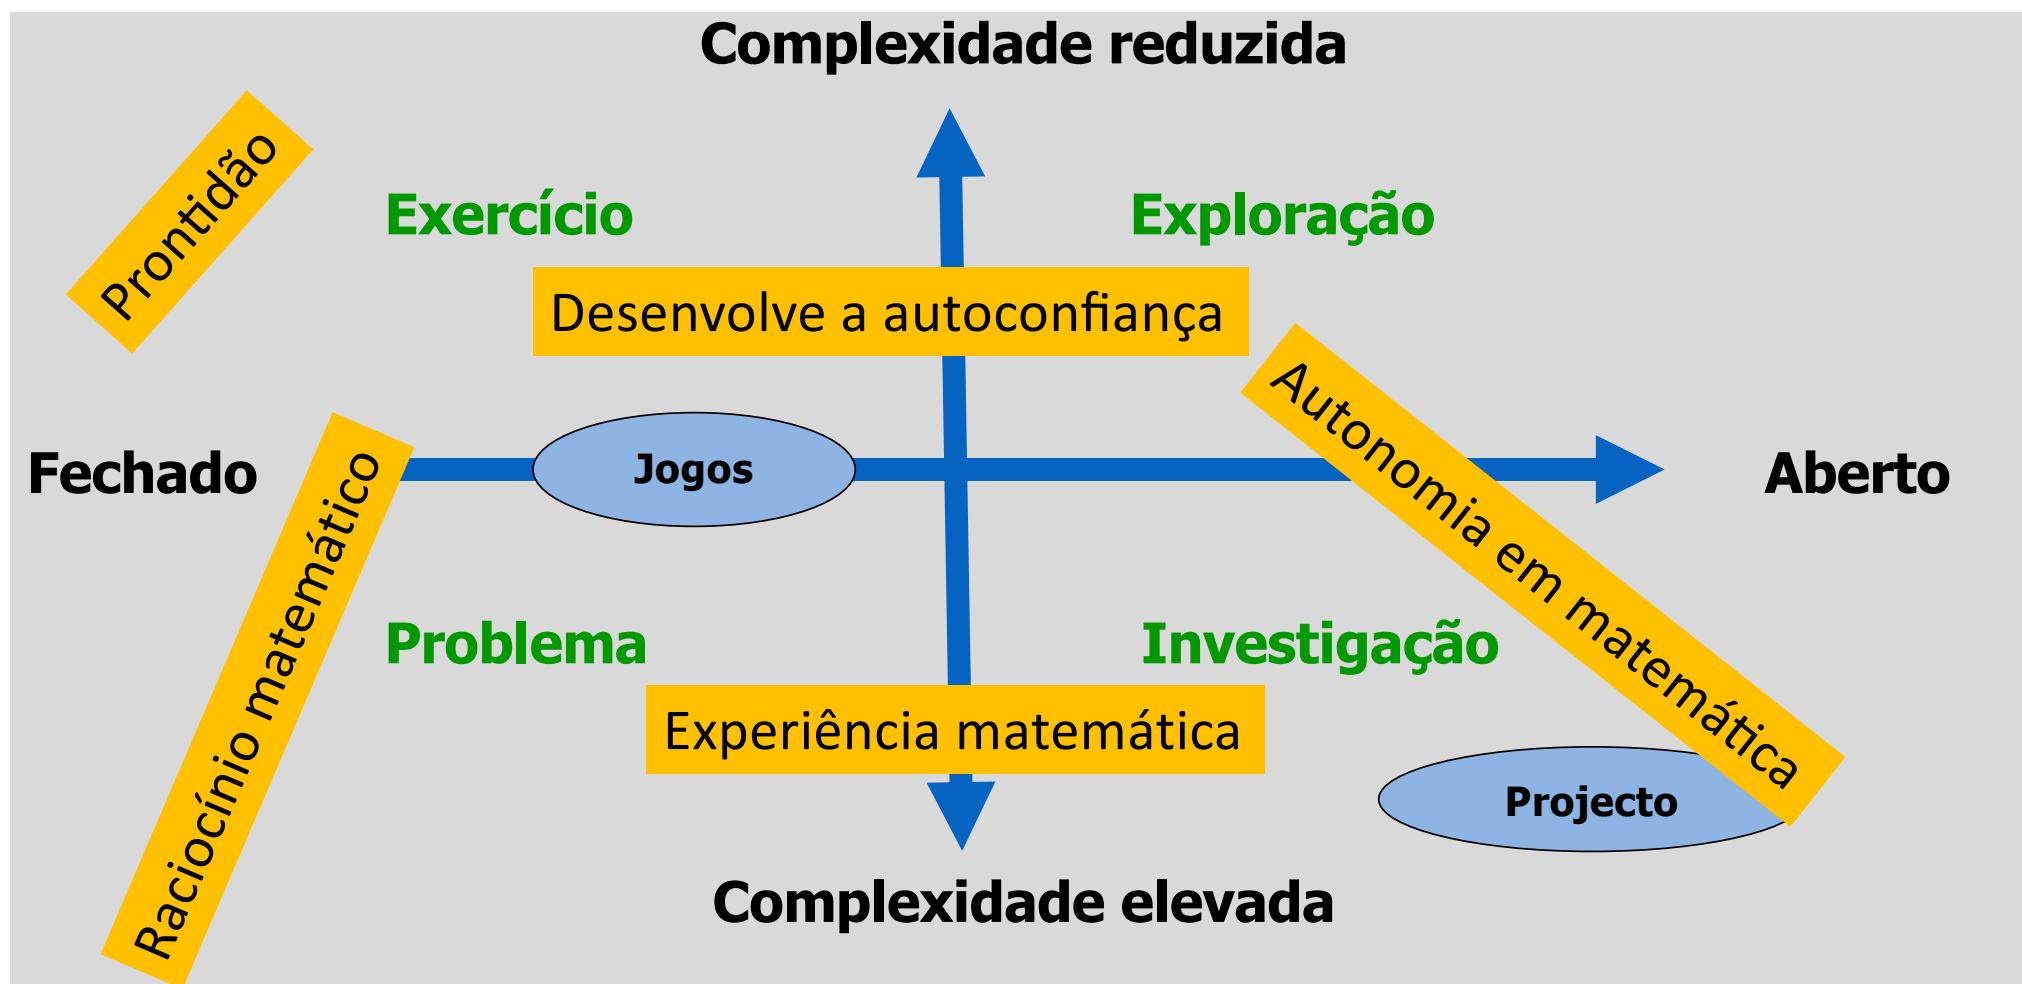 Complexidade reduzida
Prontidão
Exercício
Exploração
Desenvolve a autoconfiança
Fechado
Jogos
Aberto
Autonomia em matemática
Raciocínio matemático
Problema
Investigação
Experiência matemática
Projecto
Complexidade elevada